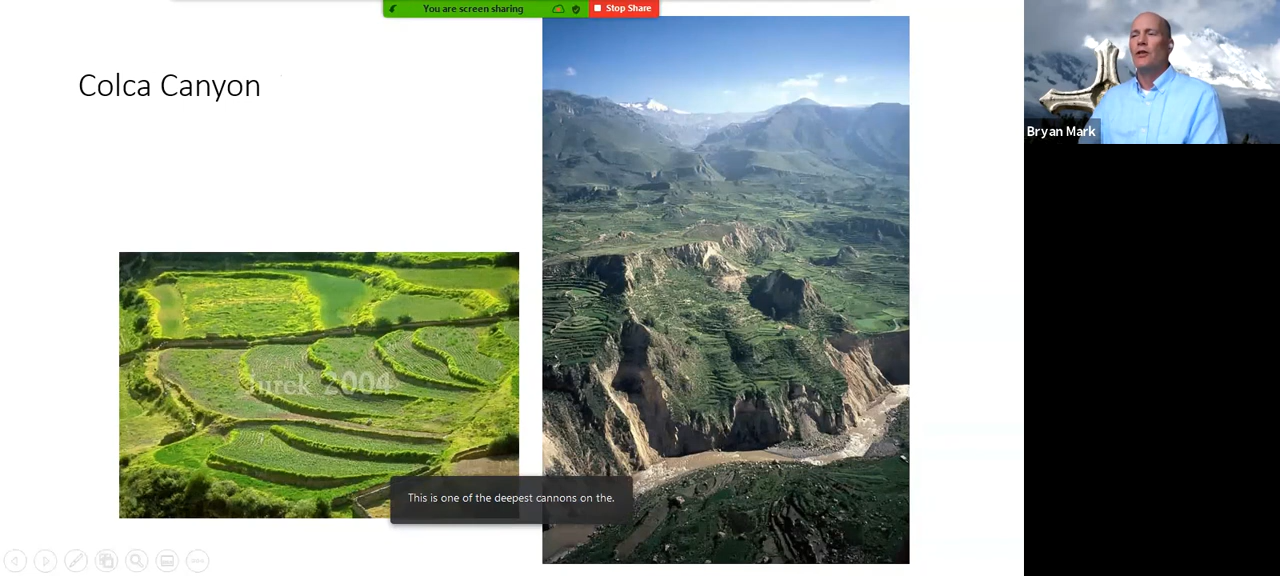 You are screen sharing
Stop Share
Colca Canyon
Bryan Mark
Jurek 2004
This is one of the deepest cannons on the.